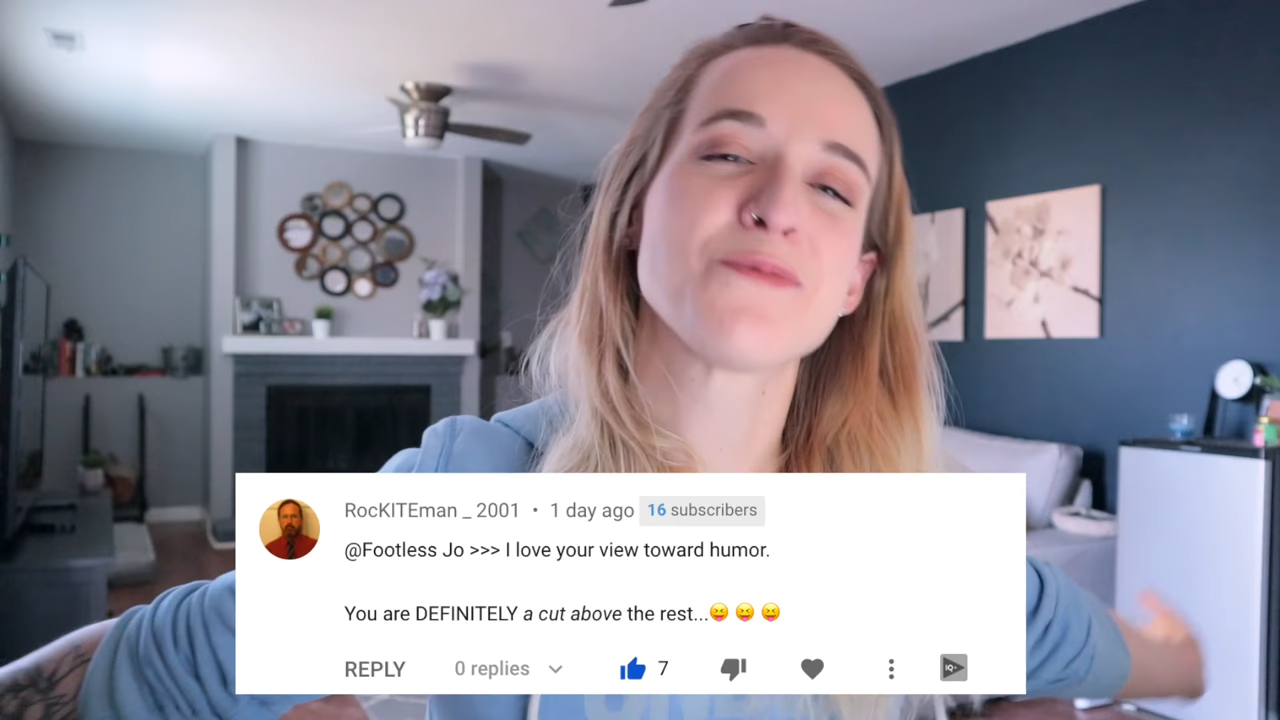 RocKITEman _ 2001 • 1 day ago 16 subscribers
@Footless Jo >>> I love your view toward humor.
You are DEFINITELY a cut above the rest...😝 😝 😝
REPLY 0 replies 7
IQ